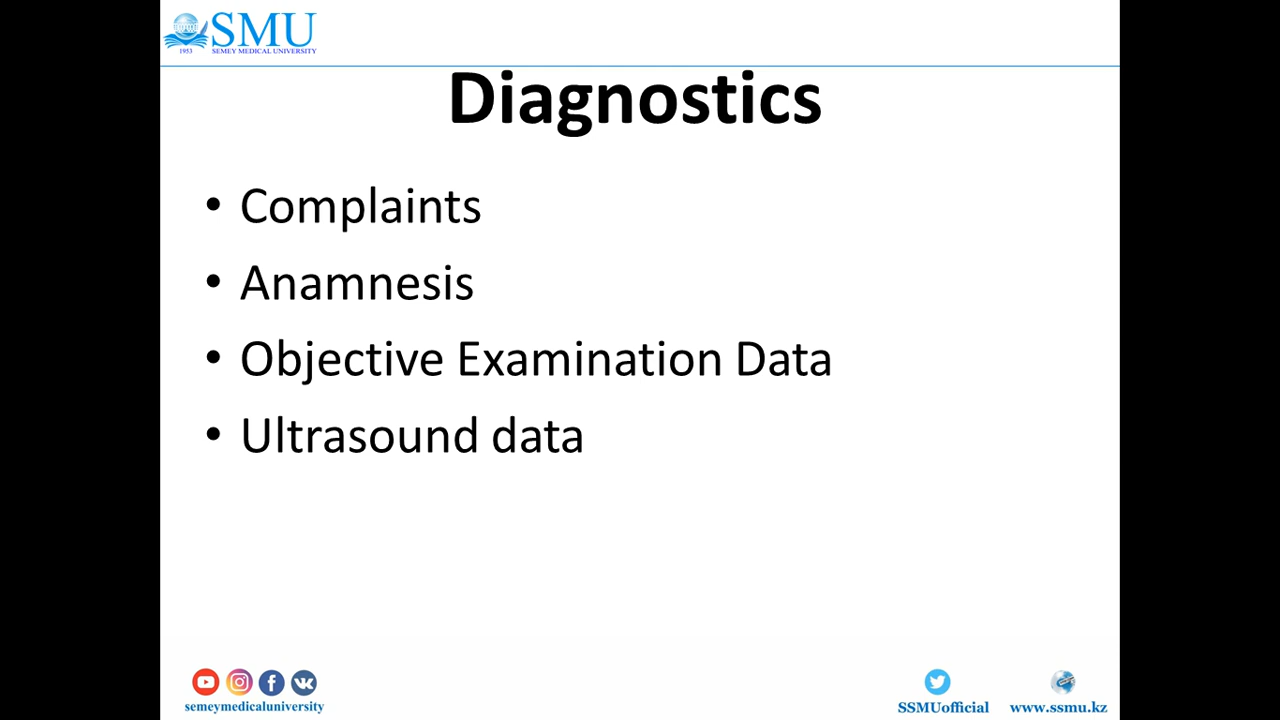 SMU
1953 SEMEY MEDICAL UNIVERSITY
Diagnostics
• Complaints
• Anamnesis
• Objective Examination Data
• Ultrasound data
semeymedicaluniversity
SSMUofficial
www.ssmu.kz